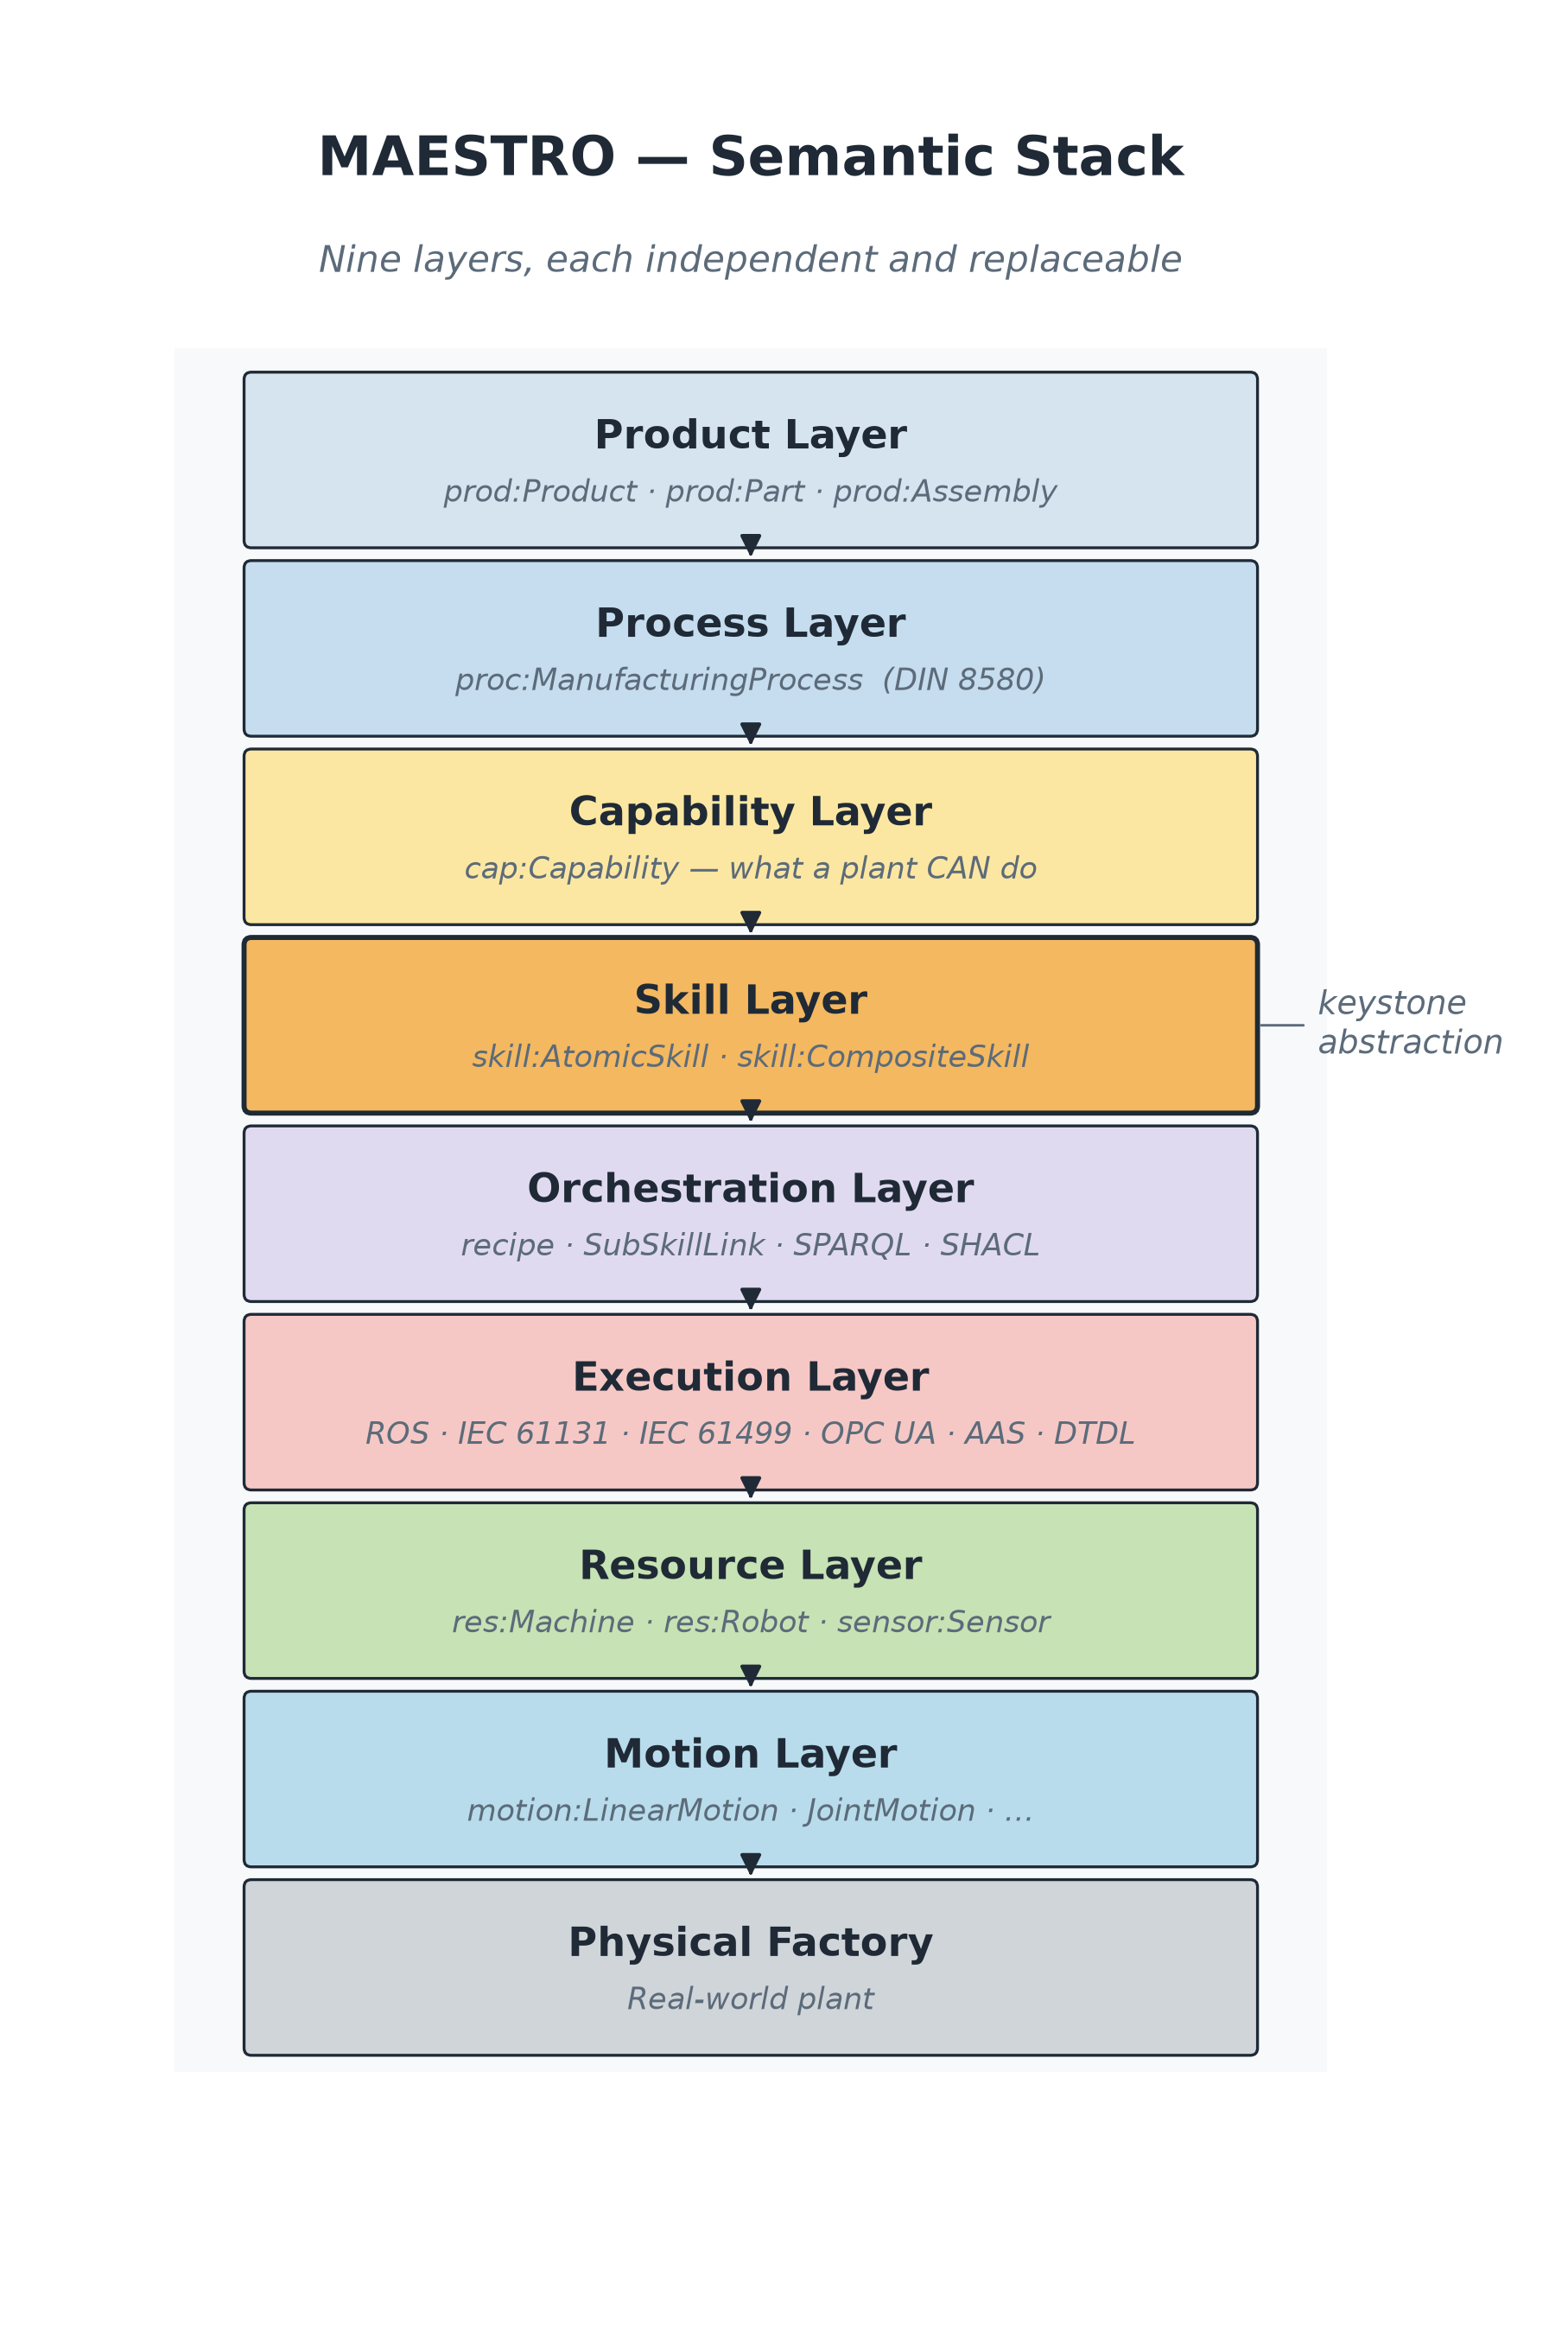 MAESTRO — Semantic Stack
Nine layers, each independent and replaceable
Product Layer
prod:Product · prod:Part · prod:Assembly
Process Layer
proc:ManufacturingProcess  (DIN 8580)
Capability Layer
cap:Capability — what a plant CAN do
Skill Layer
skill:AtomicSkill · skill:CompositeSkill
keystone
abstraction
Orchestration Layer
recipe · SubSkillLink · SPARQL · SHACL
Execution Layer
ROS · IEC 61131 · IEC 61499 · OPC UA · AAS · DTDL
Resource Layer
res:Machine · res:Robot · sensor:Sensor
Motion Layer
motion:LinearMotion · JointMotion · ...
Physical Factory
Real-world plant